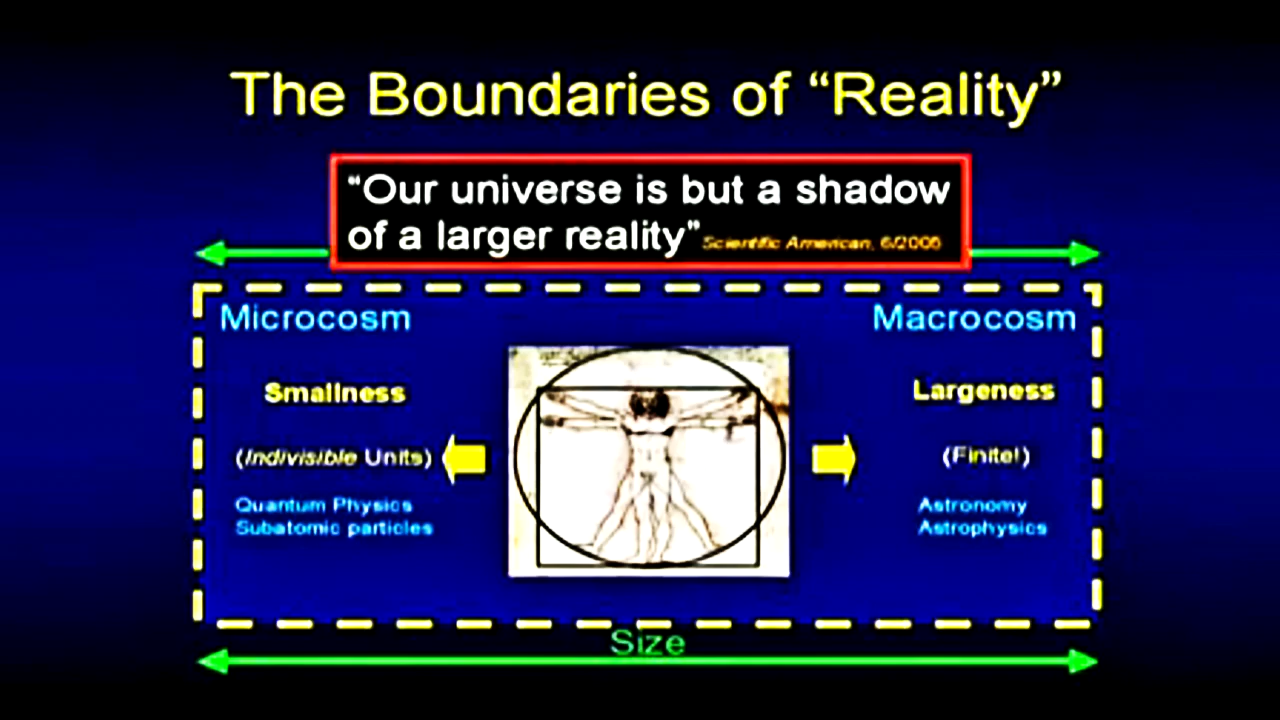 The Boundaries of “Reality”
“Our universe is but a shadow
of a larger reality” Scientific American, 6/2005
Microcosm
Macrocosm
Smallness
Largeness
(Indivisible Units)
(Finite!)
Quantum Physics
Subatomic particles
Astronomy
Astrophysics
Size